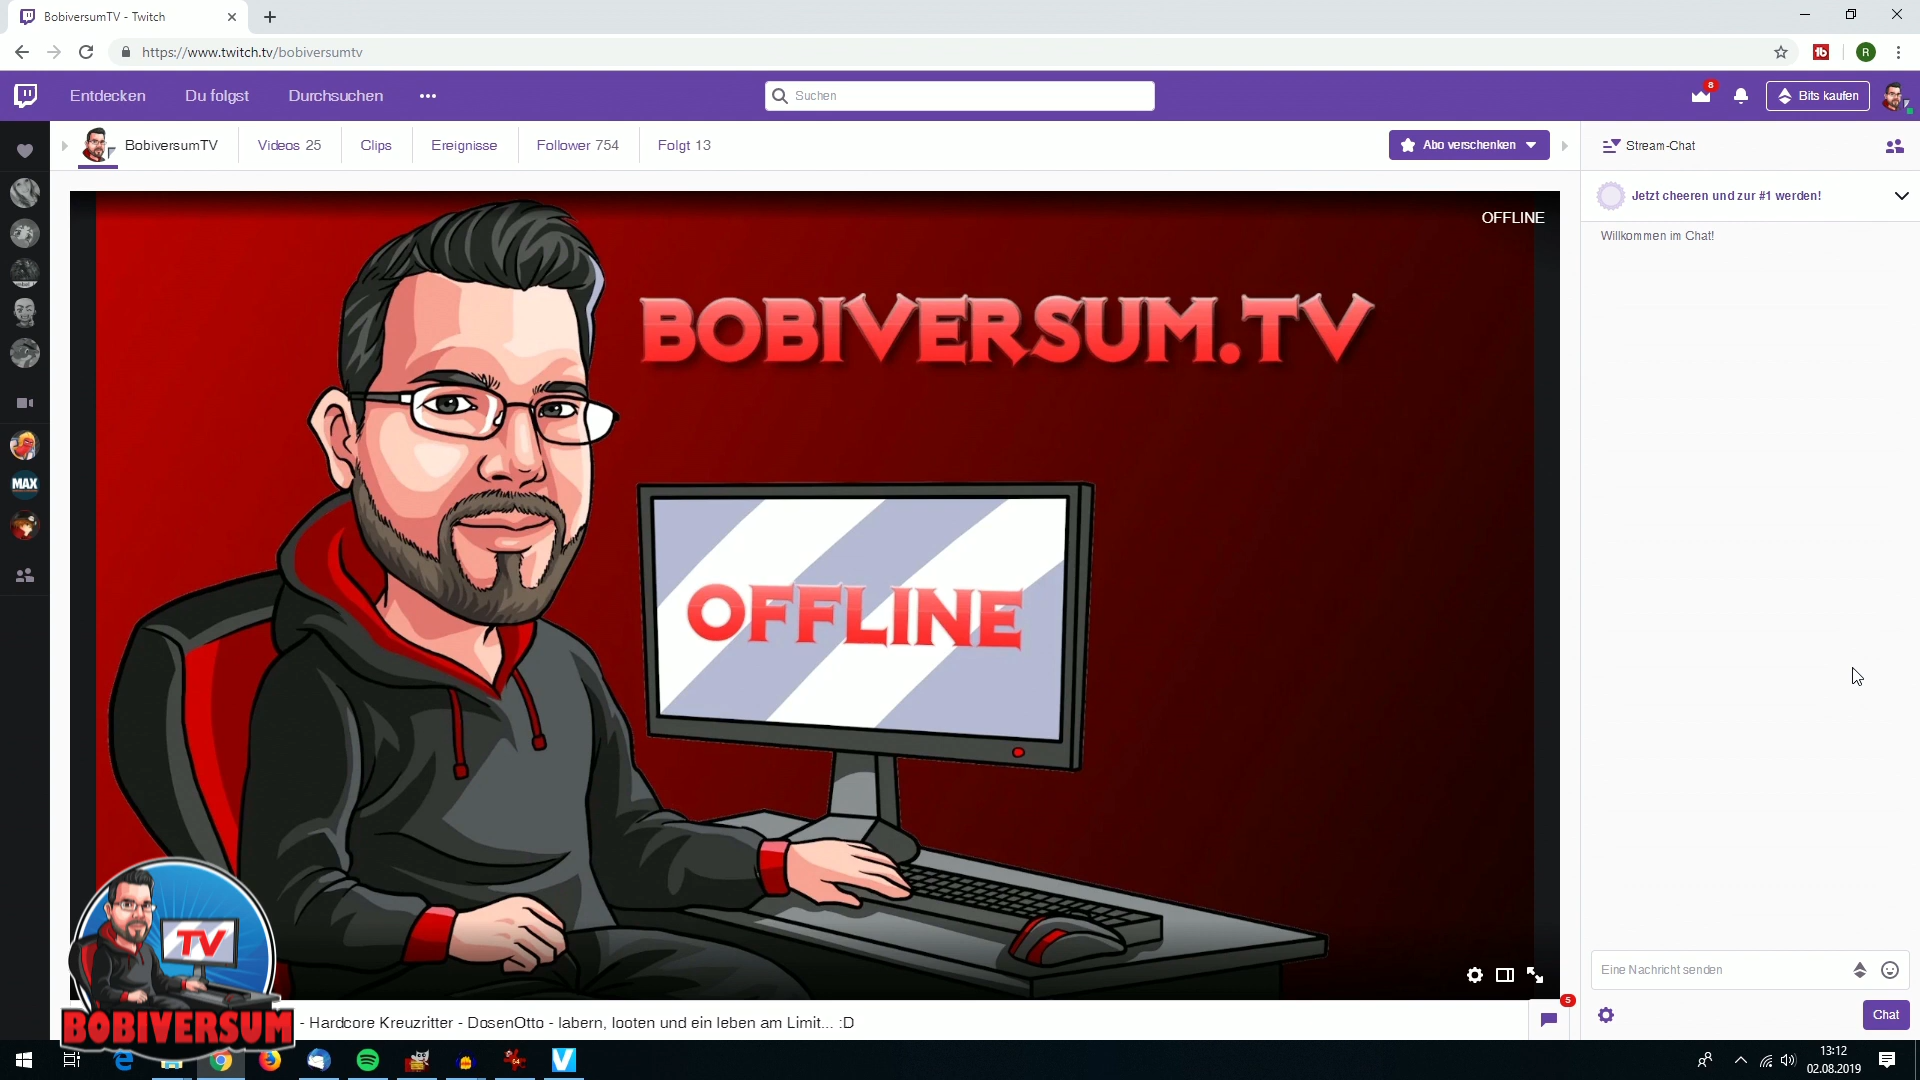 BobiversumTV - Twitch
https://www.twitch.tv/bobiversumtv
Entdecken
Du folgst
Durchsuchen
Suchen
8
Bits kaufen
BobiversumTV
Videos 25
Clips
Ereignisse
Follower 754
Folgt 13
Abo verschenken
Stream-Chat
Jetzt cheeren und zur #1 werden!
Willkommen im Chat!
OFFLINE
BOBIVERSUM.TV
OFFLINE
MAX
TV
BOBIVERSUM
- Hardcore Kreuzritter - DosenOtto - labern, looten und ein leben am Limit... :D
5
Eine Nachricht senden
Chat
13:12
02.08.2019